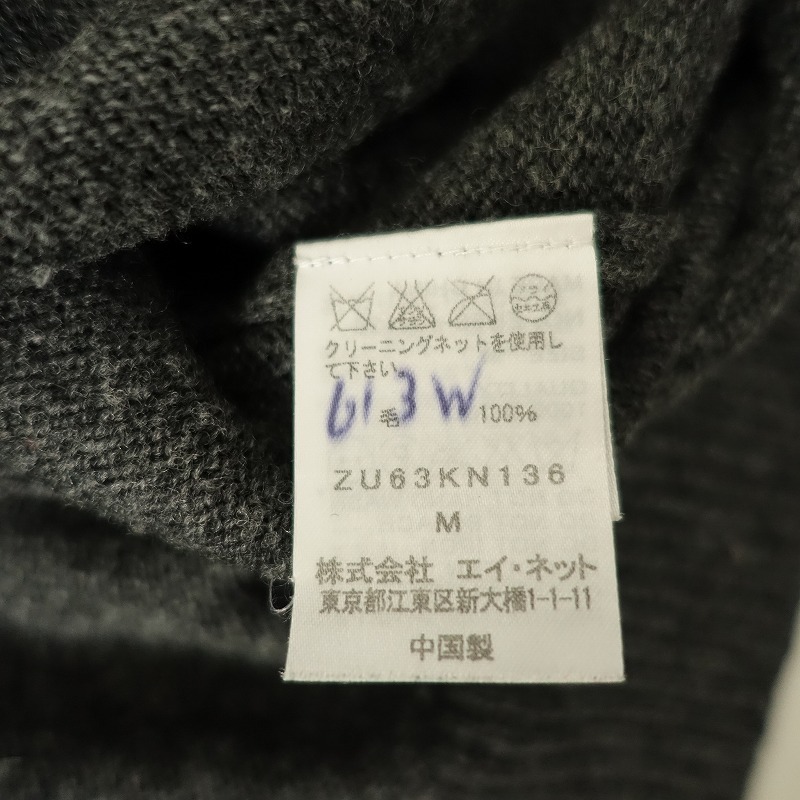 クリーニングネットを使用し
て下さい
613W
毛 100%
ZU63KN136
M
株式会社 エイ・ネット
東京都江東区新大橋1-1-11
中国製